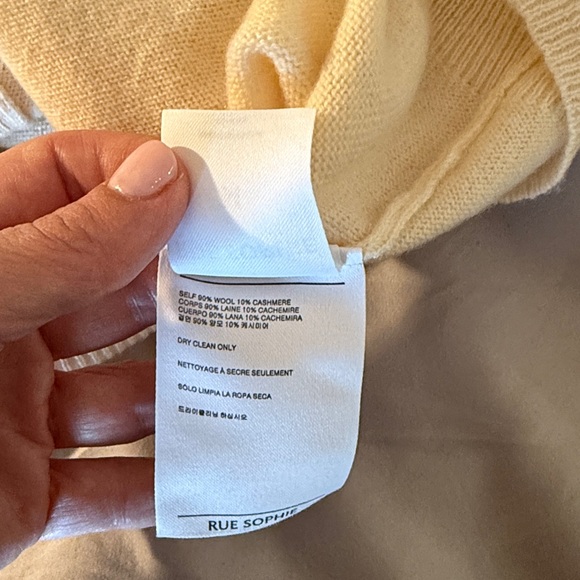 SELF 90% WOOL 10% CASHMERE
CORPS 90% LAINE 10% CACHEMIRE
CUERPO 90% LANA 10% CACHEMIRA
겉면 90% 양모 10% 캐시미어
DRY CLEAN ONLY
NETTOYAGE À SECRE SEULEMENT
SÓLO LIMPIA LA ROPA SECA
드라이클리닝 하십시오
RUE SOPHIE